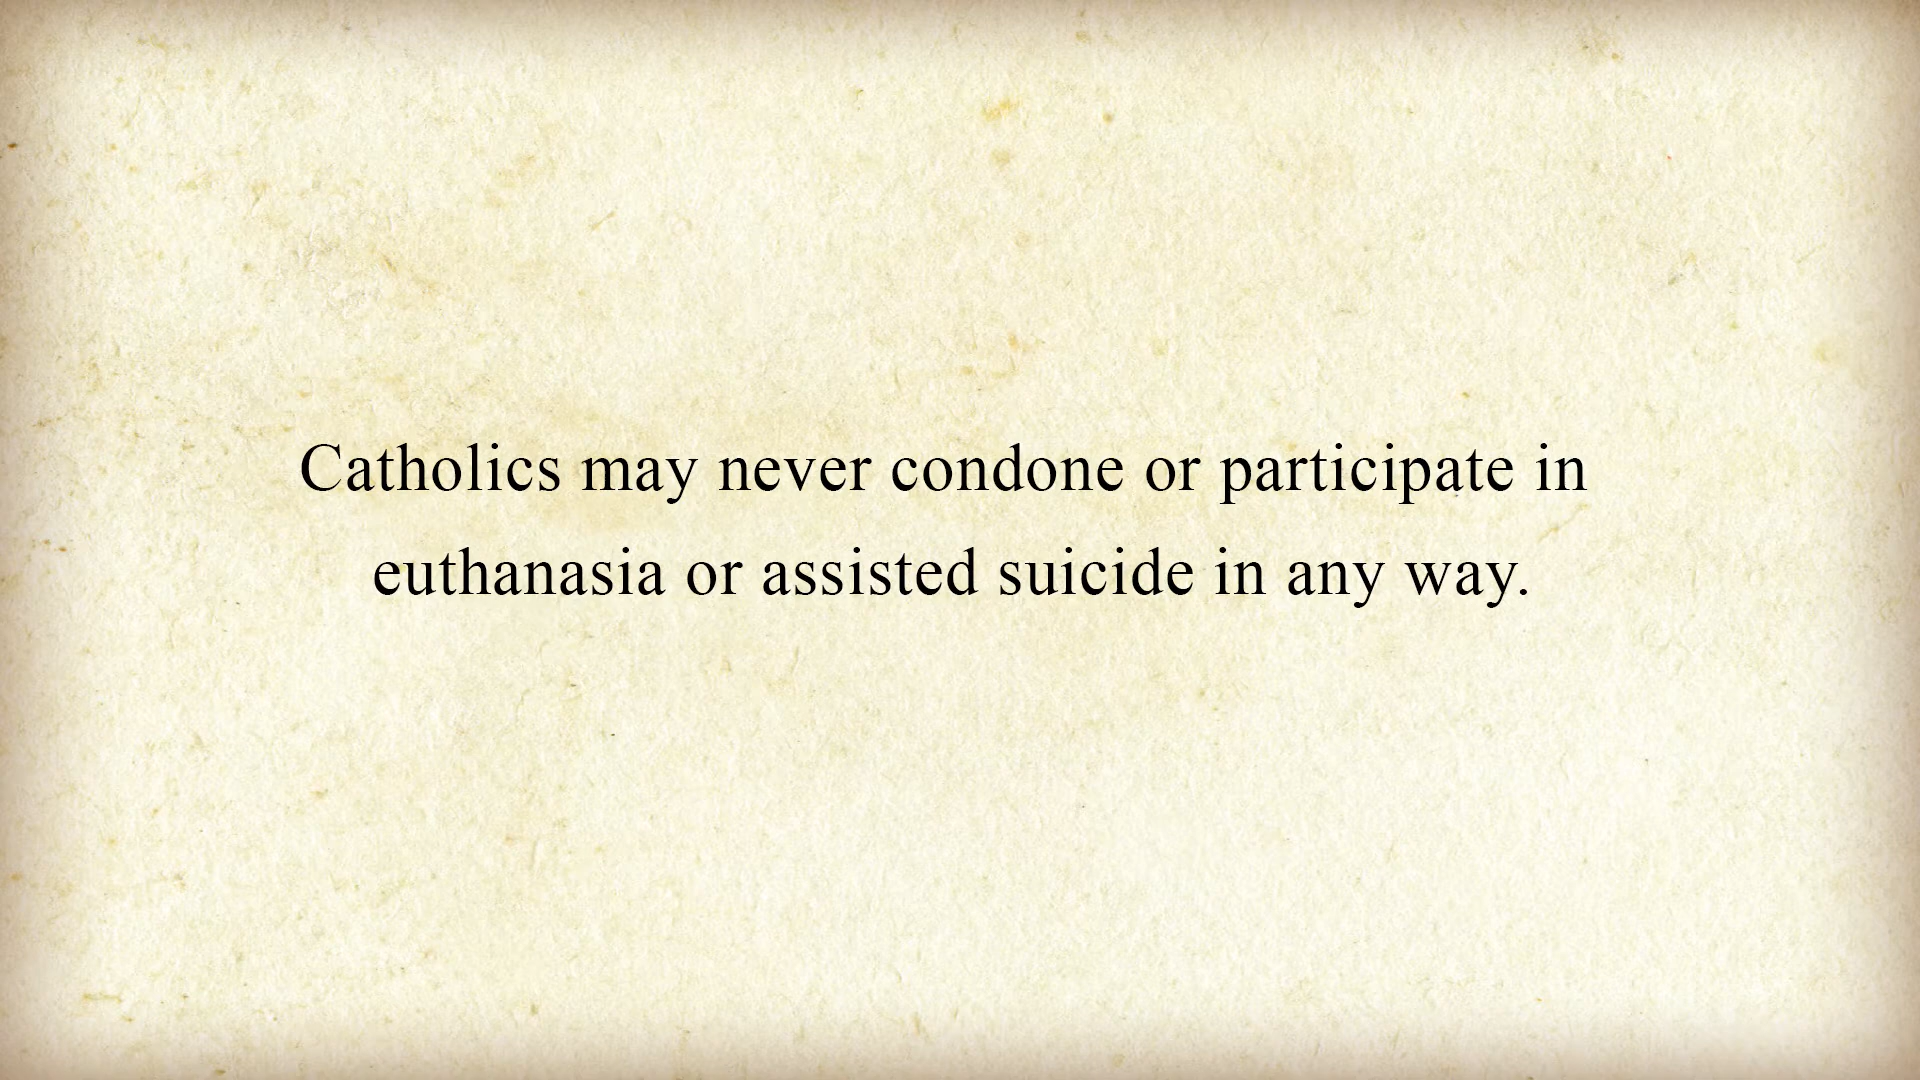 Catholics may never condone or participate in
euthanasia or assisted suicide in any way.